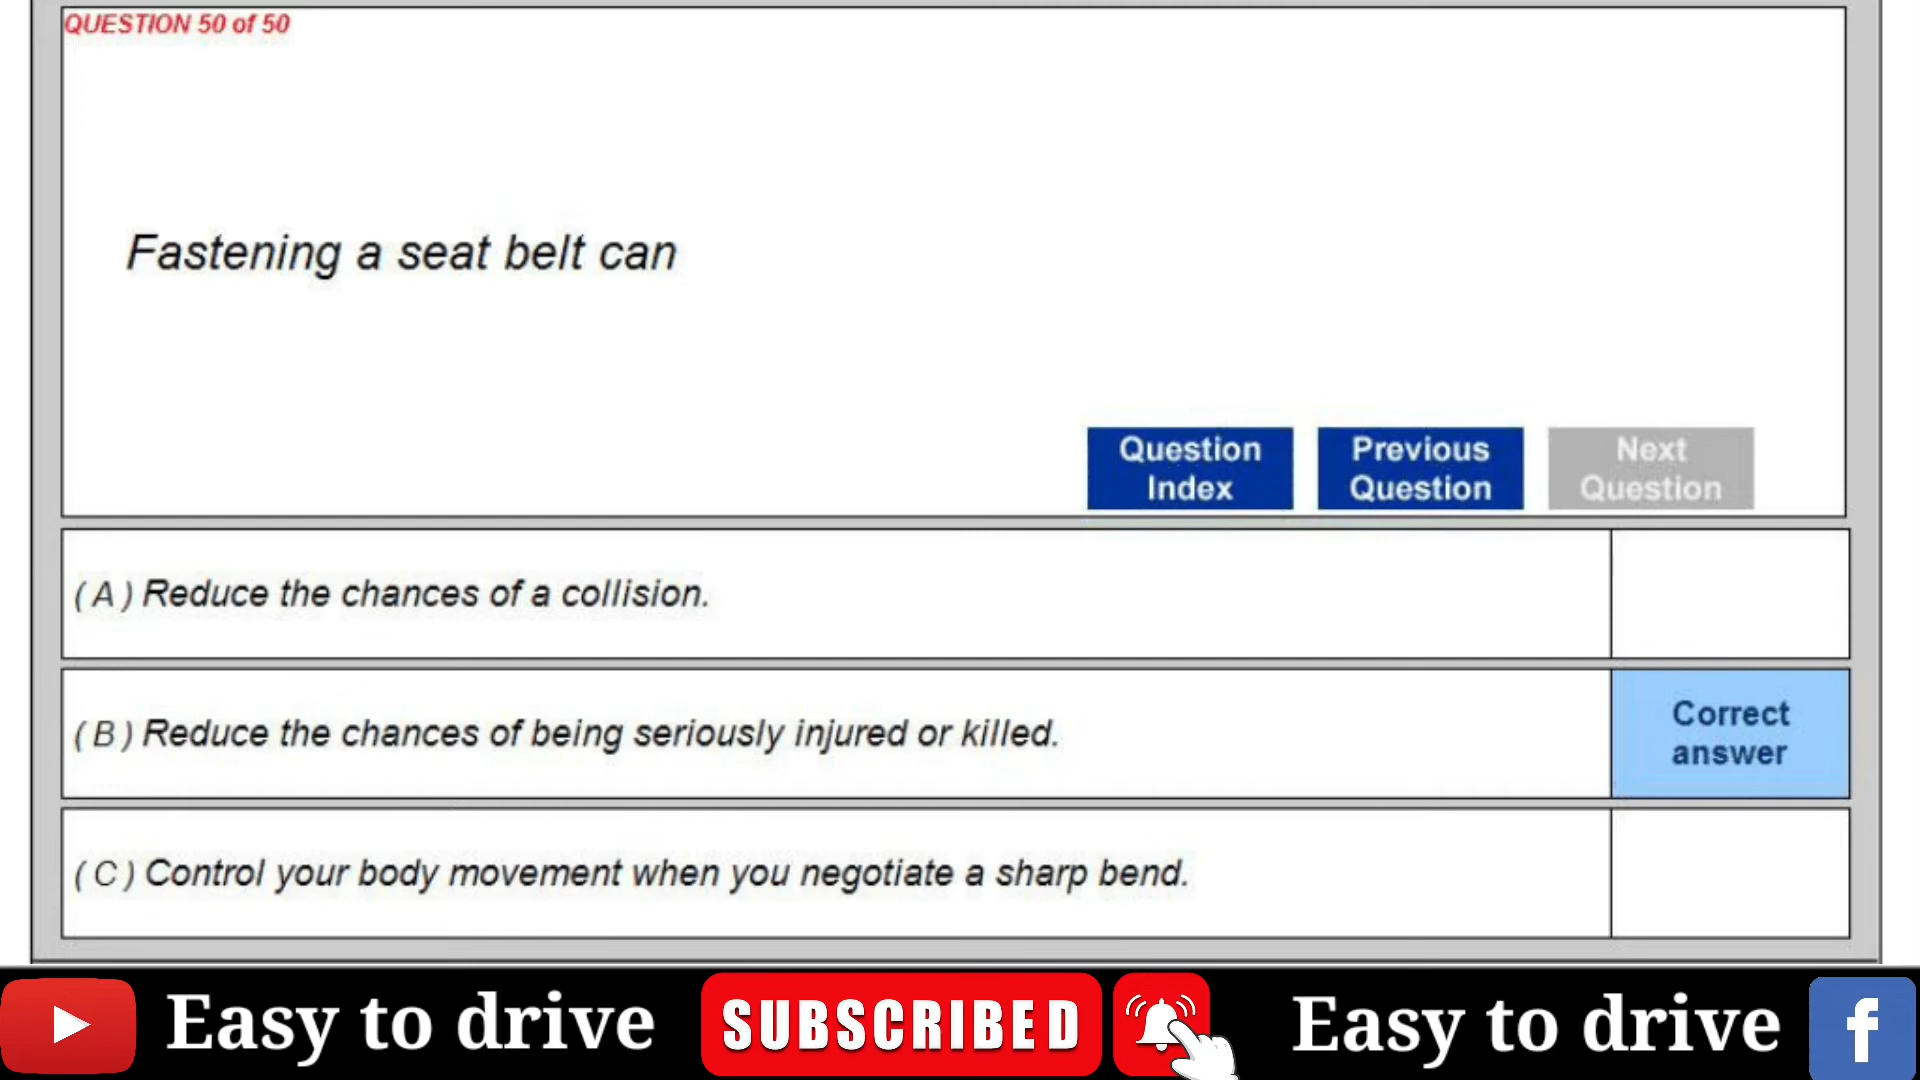 QUESTION 50 of 50
Fastening a seat belt can
Question
Index
Previous
Question
Next
Question
( A ) Reduce the chances of a collision.
( B ) Reduce the chances of being seriously injured or killed.
Correct
answer
( C ) Control your body movement when you negotiate a sharp bend.
Easy to drive
SUBSCRIBED
Easy to drive
f